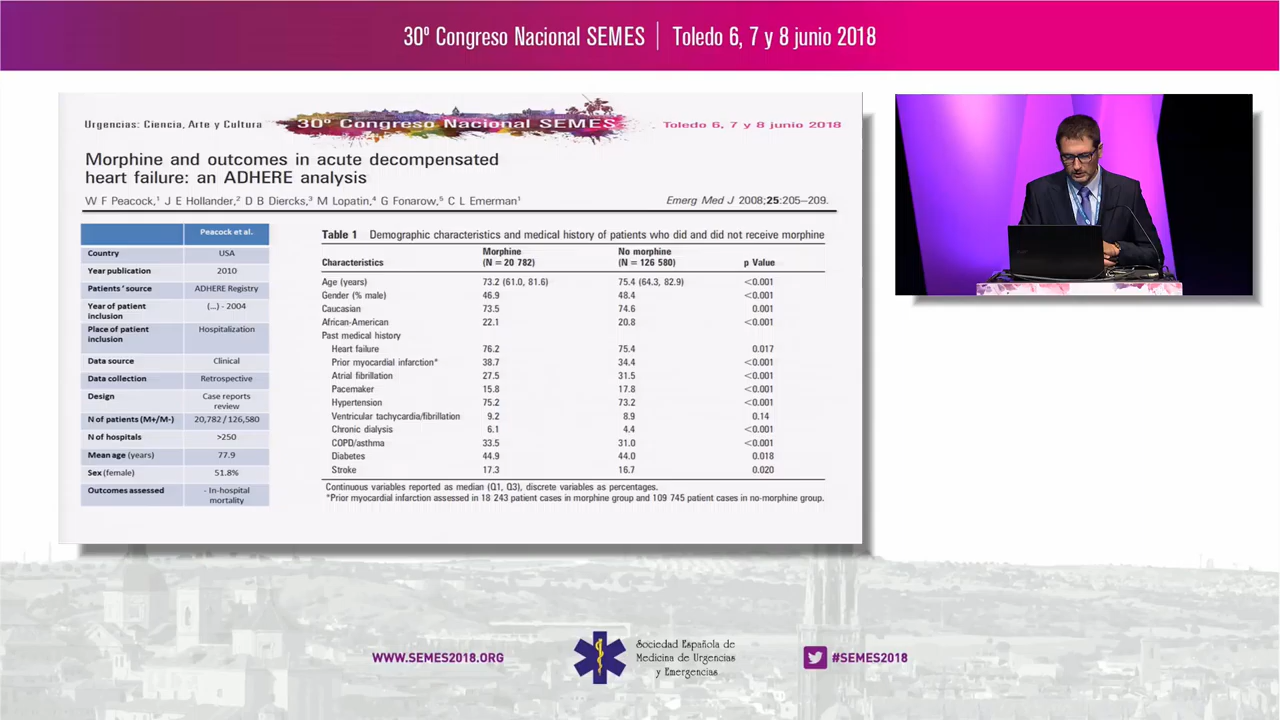 30º Congreso Nacional SEMES | Toledo 6, 7 y 8 junio 2018
Urgencias: Ciencia, Arte y Cultura
30º Congreso Nacional SEMES
Toledo 6, 7 y 8 junio 2018
Morphine and outcomes in acute decompensated
heart failure: an ADHERE analysis
W F Peacock,¹ J E Hollander,² D B Diercks,³ M Lopatin,⁴ G Fonarow,⁵ C L Emerman¹
Emerg Med J 2008;25:205–209.
Peacock et al.
Country USA
Year publication 2010
Patients´source ADHERE Registry
Year of patient inclusion (...) - 2004
Place of patient inclusion Hospitalization
Data source Clinical
Data collection Retrospective
Design Case reports review
N of patients (M+/M-) 20,782 / 126,580
N of hospitals >250
Mean age (years) 77.9
Sex (female) 51.8%
Outcomes assessed - In-hospital mortality
Table 1 Demographic characteristics and medical history of patients who did and did not receive morphine
Characteristics Morphine (N = 20 782) No morphine (N = 126 580) p Value
Age (years) 73.2 (61.0, 81.6) 75.4 (64.3, 82.9) <0.001
Gender (% male) 46.9 48.4 <0.001
Caucasian 73.5 74.6 0.001
African-American 22.1 20.8 <0.001
Past medical history
Heart failure 76.2 75.4 0.017
Prior myocardial infarction* 38.7 34.4 <0.001
Atrial fibrillation 27.5 31.5 <0.001
Pacemaker 15.8 17.8 <0.001
Hypertension 75.2 73.2 <0.001
Ventricular tachycardia/fibrillation 9.2 8.9 0.14
Chronic dialysis 6.1 4.4 <0.001
COPD/asthma 33.5 31.0 <0.001
Diabetes 44.9 44.0 0.018
Stroke 17.3 16.7 0.020
Continuous variables reported as median (Q1, Q3), discrete variables as percentages.
*Prior myocardial infarction assessed in 18 243 patient cases in morphine group and 109 745 patient cases in no-morphine group.
WWW.SEMES2018.ORG
Sociedad Española de
Medicina de Urgencias
y Emergencias
#SEMES2018